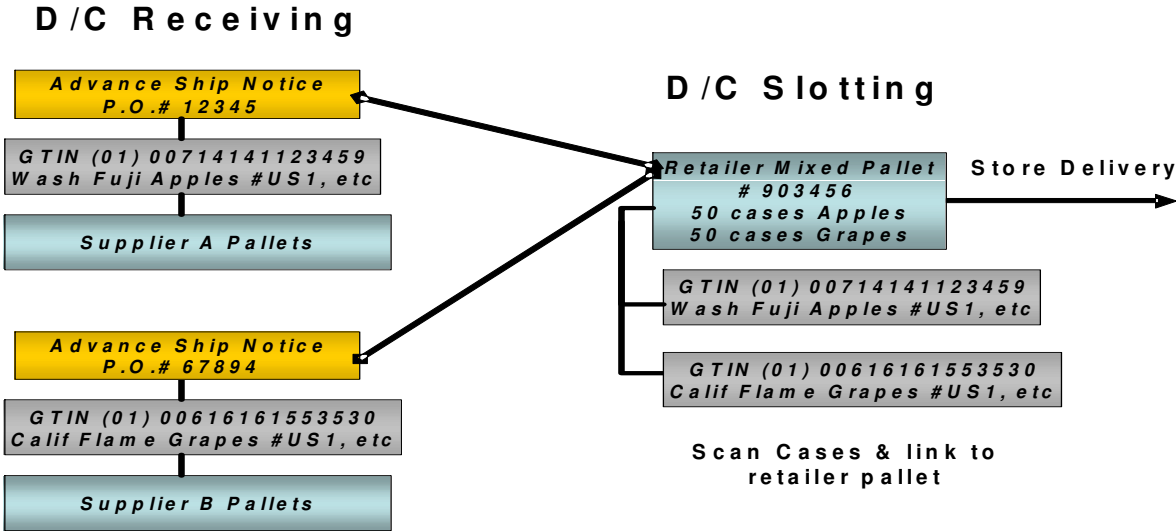 D/C Receiving
Advance Ship Notice
P.O.# 12345
GTIN (01) 00714141123459
Wash Fuji Apples #US1, etc
Supplier A Pallets
Advance Ship Notice
P.O.# 67894
GTIN (01) 00616161553530
Calif Flame Grapes #US1, etc
Supplier B Pallets
D/C Slotting
Retailer Mixed Pallet
# 903456
50 cases Apples
50 cases Grapes
Store Delivery
GTIN (01) 00714141123459
Wash Fuji Apples #US1, etc
GTIN (01) 00616161553530
Calif Flame Grapes #US1, etc
Scan Cases & link to
retailer pallet